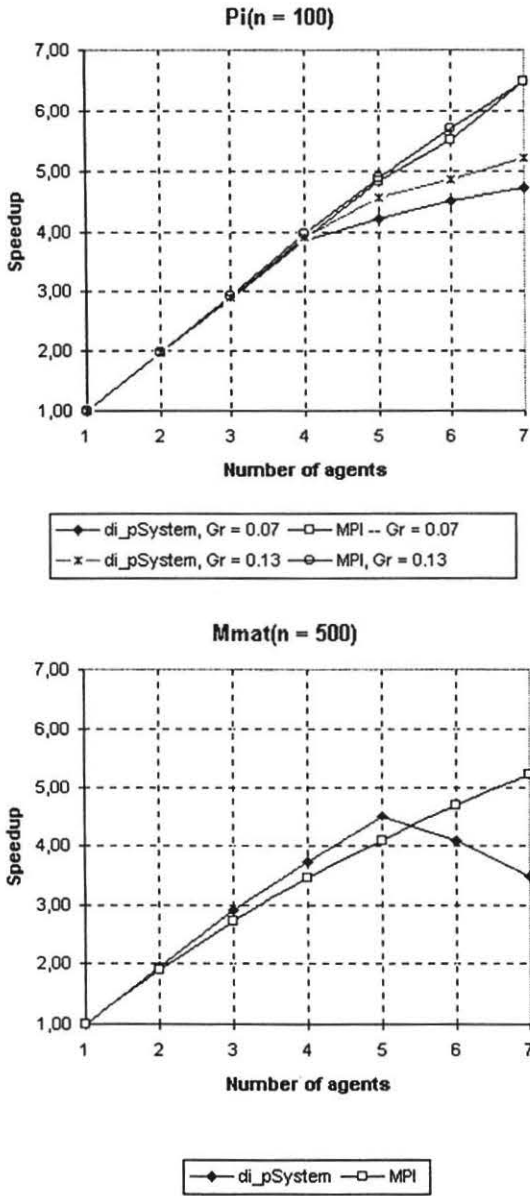 Pi(n = 100)
7,00
6,00
5,00
4,00
3,00
2,00
1,00
Speedup
1 2 3 4 5 6 7
Number of agents
di_pSystem, Gr = 0.07 MPI -- Gr = 0.07
di_pSystem, Gr = 0.13 MPI, Gr = 0.13
Mmat(n = 500)
7,00
6,00
5,00
4,00
3,00
2,00
1,00
Speedup
1 2 3 4 5 6 7
Number of agents
di_pSystem MPI